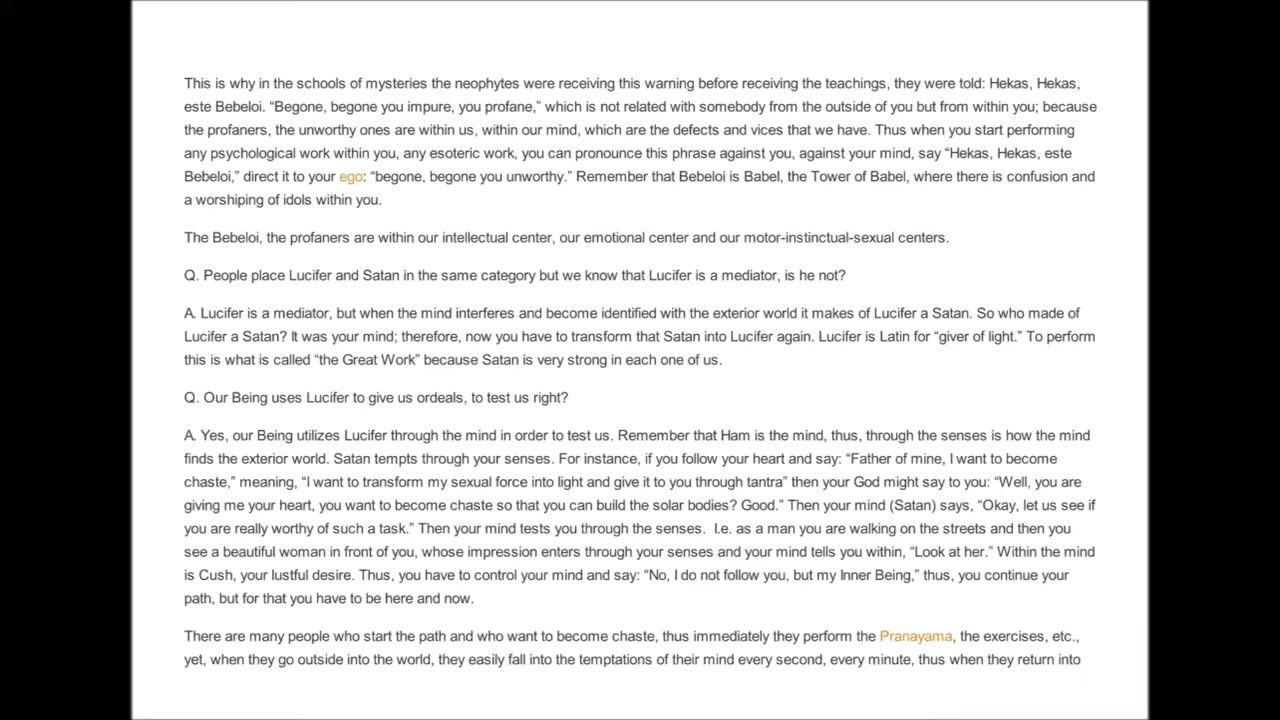 This is why in the schools of mysteries the neophytes were receiving this warning before receiving the teachings, they were told: Hekas, Hekas,
este Bebeloi. “Begone, begone you impure, you profane,” which is not related with somebody from the outside of you but from within you; because
the profaners, the unworthy ones are within us, within our mind, which are the defects and vices that we have. Thus when you start performing
any psychological work within you, any esoteric work, you can pronounce this phrase against you, against your mind, say “Hekas, Hekas, este
Bebeloi,” direct it to your ego: “begone, begone you unworthy.” Remember that Bebeloi is Babel, the Tower of Babel, where there is confusion and
a worshiping of idols within you.
The Bebeloi, the profaners are within our intellectual center, our emotional center and our motor-instinctual-sexual centers.
Q. People place Lucifer and Satan in the same category but we know that Lucifer is a mediator, is he not?
A. Lucifer is a mediator, but when the mind interferes and become identified with the exterior world it makes of Lucifer a Satan. So who made of
Lucifer a Satan? It was your mind; therefore, now you have to transform that Satan into Lucifer again. Lucifer is Latin for “giver of light.” To perform
this is what is called “the Great Work” because Satan is very strong in each one of us.
Q. Our Being uses Lucifer to give us ordeals, to test us right?
A. Yes, our Being utilizes Lucifer through the mind in order to test us. Remember that Ham is the mind, thus, through the senses is how the mind
finds the exterior world. Satan tempts through your senses. For instance, if you follow your heart and say: “Father of mine, I want to become
chaste,” meaning, “I want to transform my sexual force into light and give it to you through tantra” then your God might say to you: “Well, you are
giving me your heart, you want to become chaste so that you can build the solar bodies? Good.” Then your mind (Satan) says, “Okay, let us see if
you are really worthy of such a task.” Then your mind tests you through the senses.  I.e. as a man you are walking on the streets and then you
see a beautiful woman in front of you, whose impression enters through your senses and your mind tells you within, “Look at her.” Within the mind
is Cush, your lustful desire. Thus, you have to control your mind and say: “No, I do not follow you, but my Inner Being,” thus, you continue your
path, but for that you have to be here and now.
There are many people who start the path and who want to become chaste, thus immediately they perform the Pranayama, the exercises, etc.,
yet, when they go outside into the world, they easily fall into the temptations of their mind every second, every minute, thus when they return into